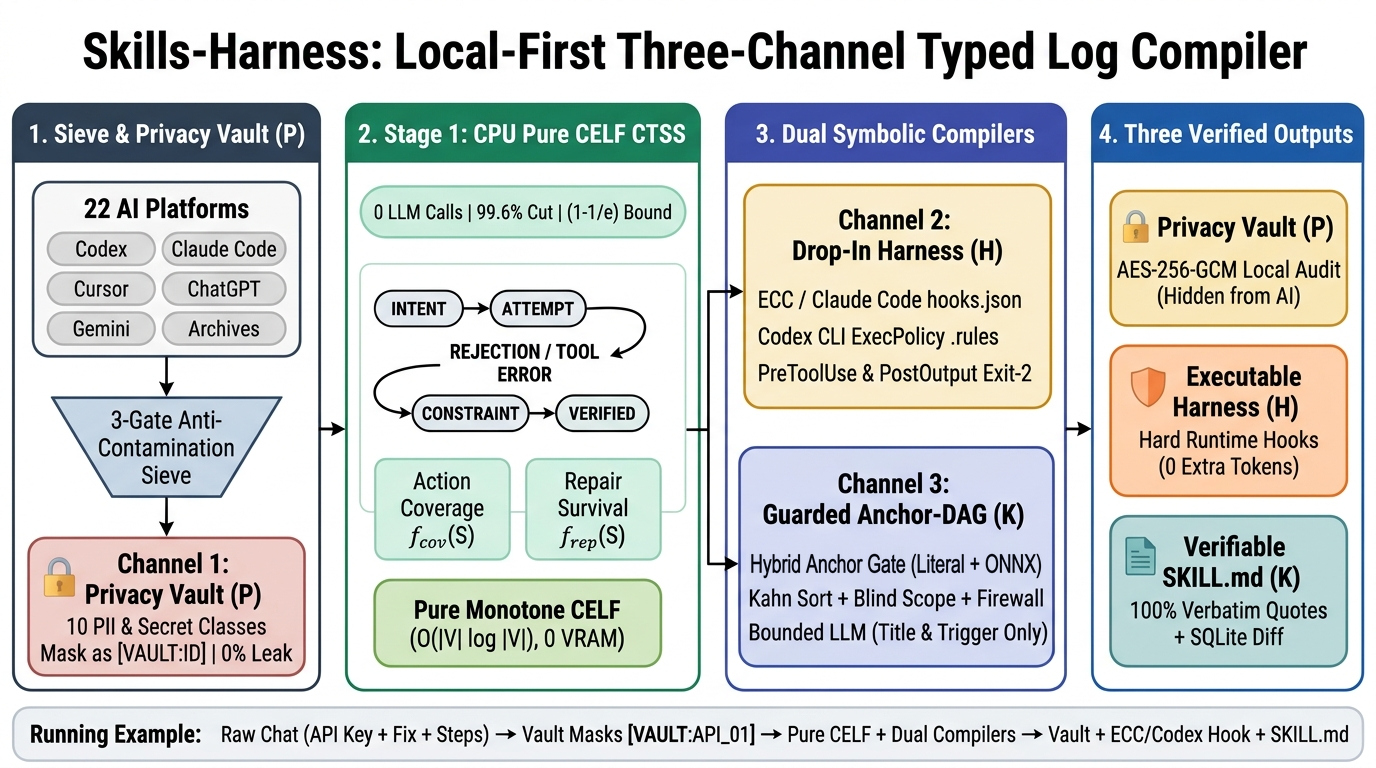 Skills-Harness: Local-First Three-Channel Typed Log Compiler
1. Sieve & Privacy Vault (P)
22 AI Platforms
Codex
Claude Code
Cursor
ChatGPT
Gemini
Archives
3-Gate Anti-
Contamination
Sieve
Channel 1:
Privacy Vault (P)
10 PII & Secret Classes
Mask as [VAULT:ID] | 0% Leak
2. Stage 1: CPU Pure CELF CTSS
0 LLM Calls | 99.6% Cut | (1-1/e) Bound
INTENT
ATTEMPT
REJECTION / TOOL
ERROR
CONSTRAINT
VERIFIED
Action
Coverage
f_cov(S)
Repair
Survival
f_rep(S)
Pure Monotone CELF
(O(|V| log |V|), 0 VRAM)
3. Dual Symbolic Compilers
Channel 2:
Drop-In Harness (H)
ECC / Claude Code hooks.json
Codex CLI ExecPolicy .rules
PreToolUse & PostOutput Exit-2
Channel 3:
Guarded Anchor-DAG (K)
Hybrid Anchor Gate (Literal + ONNX)
Kahn Sort + Blind Scope + Firewall
Bounded LLM (Title & Trigger Only)
4. Three Verified Outputs
Privacy Vault (P)
AES-256-GCM Local Audit
(Hidden from AI)
Executable
Harness (H)
Hard Runtime Hooks
(0 Extra Tokens)
Verifiable
SKILL.md (K)
100% Verbatim Quotes
+ SQLite Diff
Running Example: Raw Chat (API Key + Fix + Steps) → Vault Masks [VAULT:API_01] → Pure CELF + Dual Compilers → Vault + ECC/Codex Hook + SKILL.md